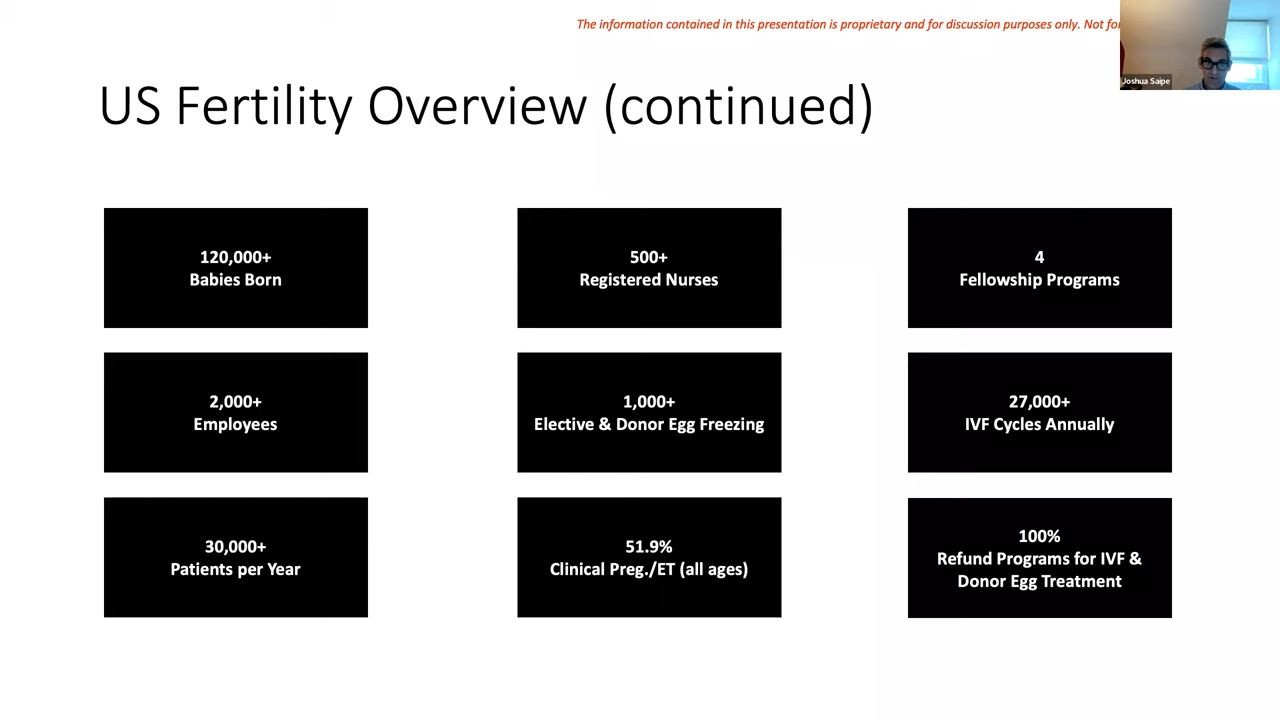 The information contained in this presentation is proprietary and for discussion purposes only. Not for
Joshua Saipe
US Fertility Overview (continued)
120,000+
Babies Born
500+
Registered Nurses
4
Fellowship Programs
2,000+
Employees
1,000+
Elective & Donor Egg Freezing
27,000+
IVF Cycles Annually
30,000+
Patients per Year
51.9%
Clinical Preg./ET (all ages)
100%
Refund Programs for IVF &
Donor Egg Treatment